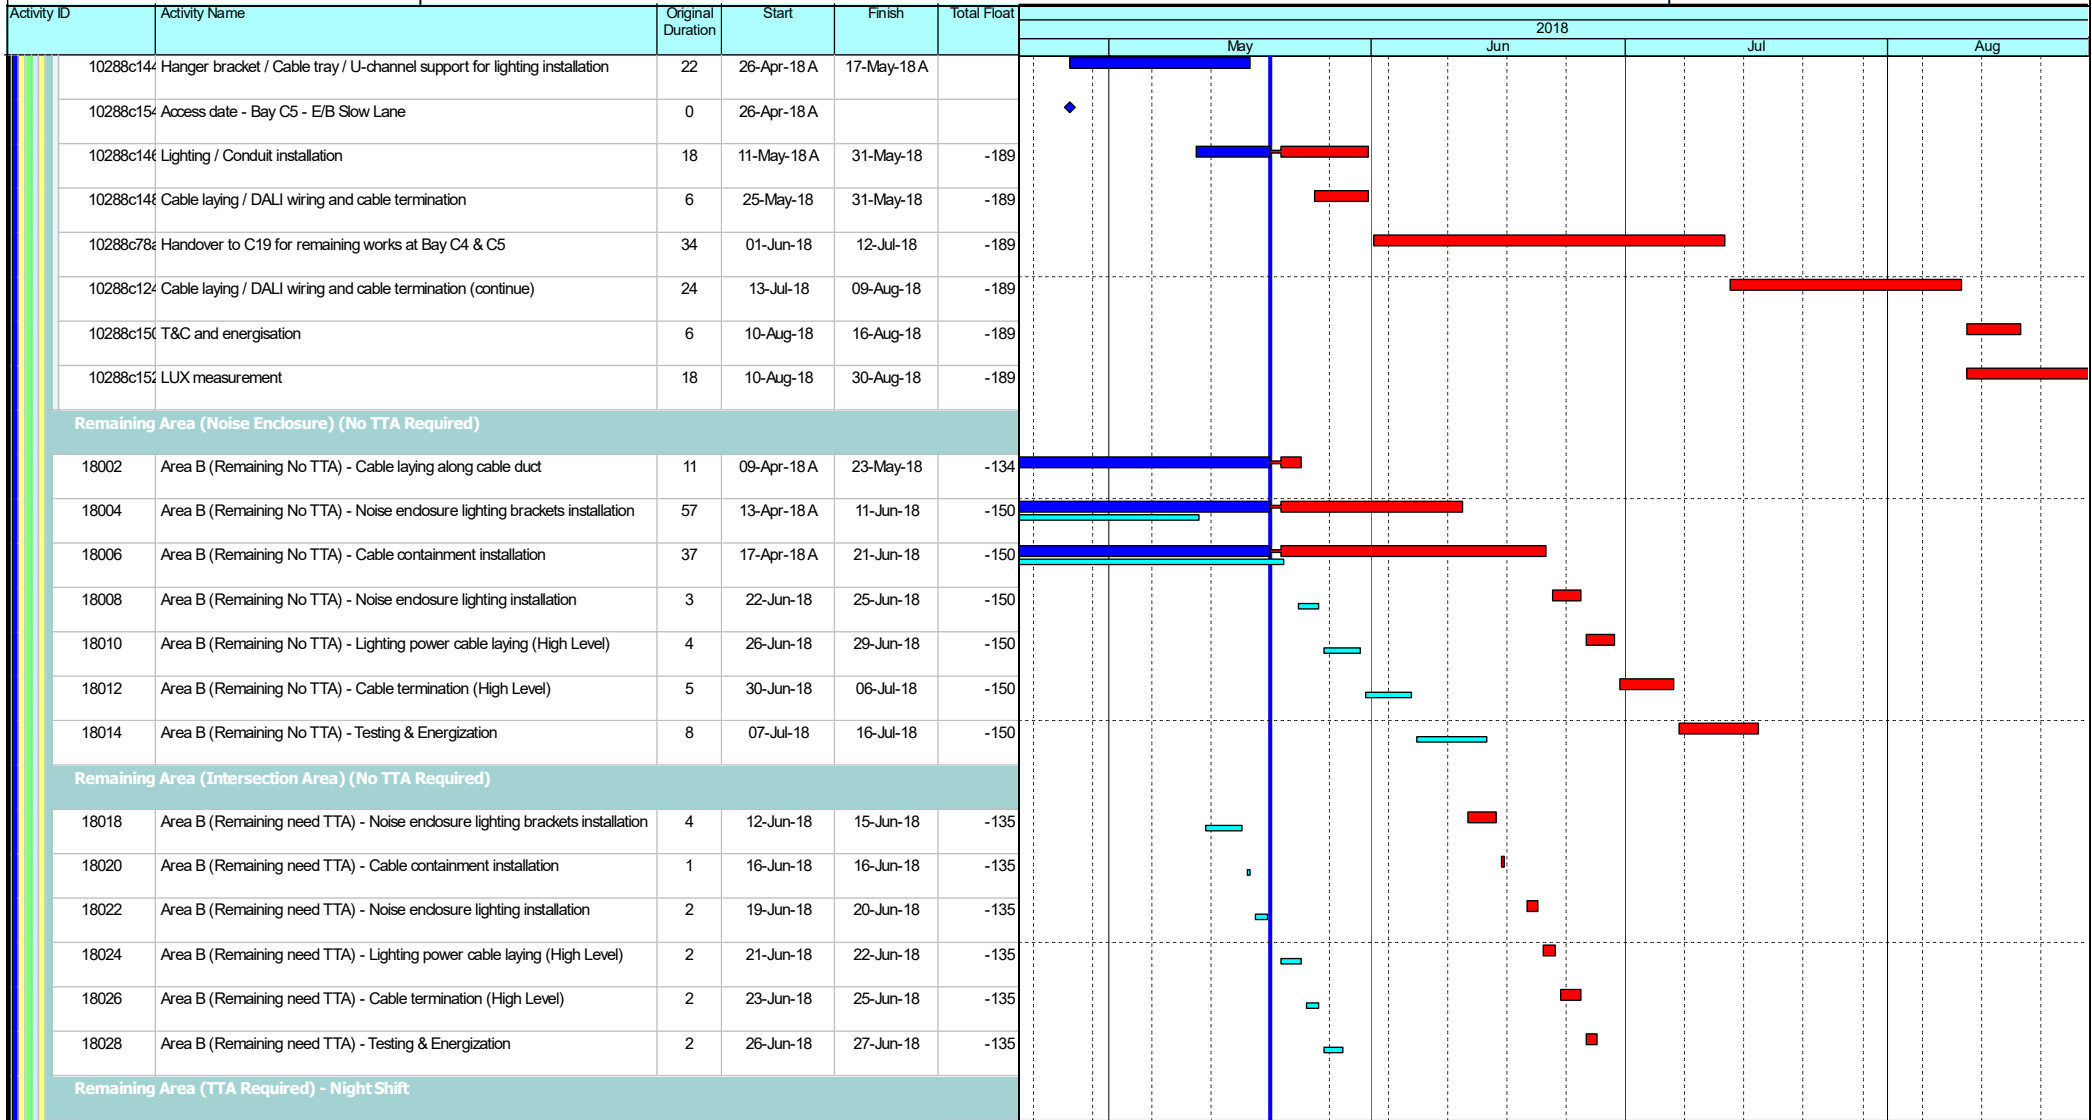 Activity ID Activity Name Original Duration Start Finish Total Float
2018
May Jun Jul Aug
10288c144 Hanger bracket / Cable tray / U-channel support for lighting installation 22 26-Apr-18 A 17-May-18 A
10288c154 Access date - Bay C5 - E/B Slow Lane 0 26-Apr-18 A
10288c146 Lighting / Conduit installation 18 11-May-18 A 31-May-18 -189
10288c148 Cable laying / DALI wiring and cable termination 6 25-May-18 31-May-18 -189
10288c78a Handover to C19 for remaining works at Bay C4 & C5 34 01-Jun-18 12-Jul-18 -189
10288c124 Cable laying / DALI wiring and cable termination (continue) 24 13-Jul-18 09-Aug-18 -189
10288c150 T&C and energisation 6 10-Aug-18 16-Aug-18 -189
10288c152 LUX measurement 18 10-Aug-18 30-Aug-18 -189
Remaining Area (Noise Enclosure) (No TTA Required)
18002 Area B (Remaining No TTA) - Cable laying along cable duct 11 09-Apr-18 A 23-May-18 -134
18004 Area B (Remaining No TTA) - Noise enclosure lighting brackets installation 57 13-Apr-18 A 11-Jun-18 -150
18006 Area B (Remaining No TTA) - Cable containment installation 37 17-Apr-18 A 21-Jun-18 -150
18008 Area B (Remaining No TTA) - Noise enclosure lighting installation 3 22-Jun-18 25-Jun-18 -150
18010 Area B (Remaining No TTA) - Lighting power cable laying (High Level) 4 26-Jun-18 29-Jun-18 -150
18012 Area B (Remaining No TTA) - Cable termination (High Level) 5 30-Jun-18 06-Jul-18 -150
18014 Area B (Remaining No TTA) - Testing & Energization 8 07-Jul-18 16-Jul-18 -150
Remaining Area (Intersection Area) (No TTA Required)
18018 Area B (Remaining need TTA) - Noise enclosure lighting brackets installation 4 12-Jun-18 15-Jun-18 -135
18020 Area B (Remaining need TTA) - Cable containment installation 1 16-Jun-18 16-Jun-18 -135
18022 Area B (Remaining need TTA) - Noise enclosure lighting installation 2 19-Jun-18 20-Jun-18 -135
18024 Area B (Remaining need TTA) - Lighting power cable laying (High Level) 2 21-Jun-18 22-Jun-18 -135
18026 Area B (Remaining need TTA) - Cable termination (High Level) 2 23-Jun-18 25-Jun-18 -135
18028 Area B (Remaining need TTA) - Testing & Energization 2 26-Jun-18 27-Jun-18 -135
Remaining Area (TTA Required) - Night Shift